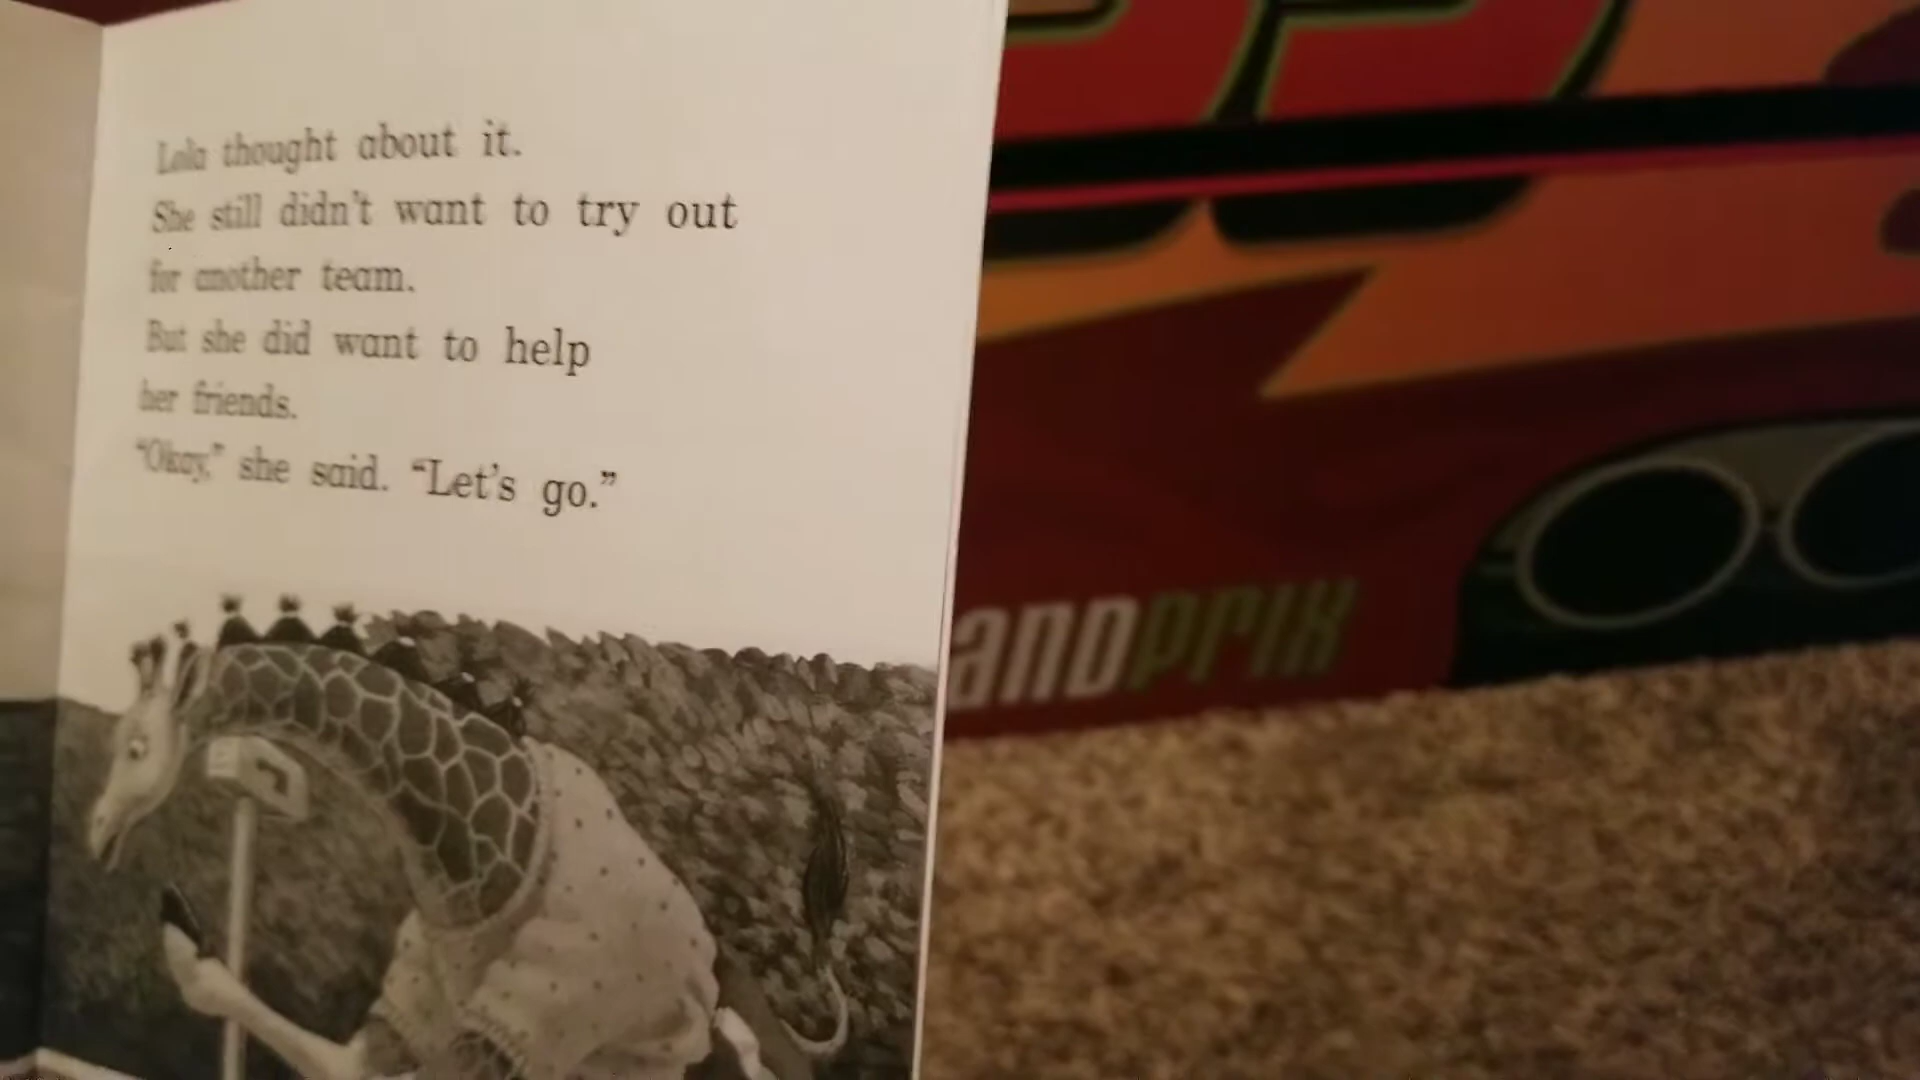 Lola thought about it.
She still didn't want to try out
for another team.
But she did want to help
her friends.
"Okay," she said. "Let's go."
ANDPRIX